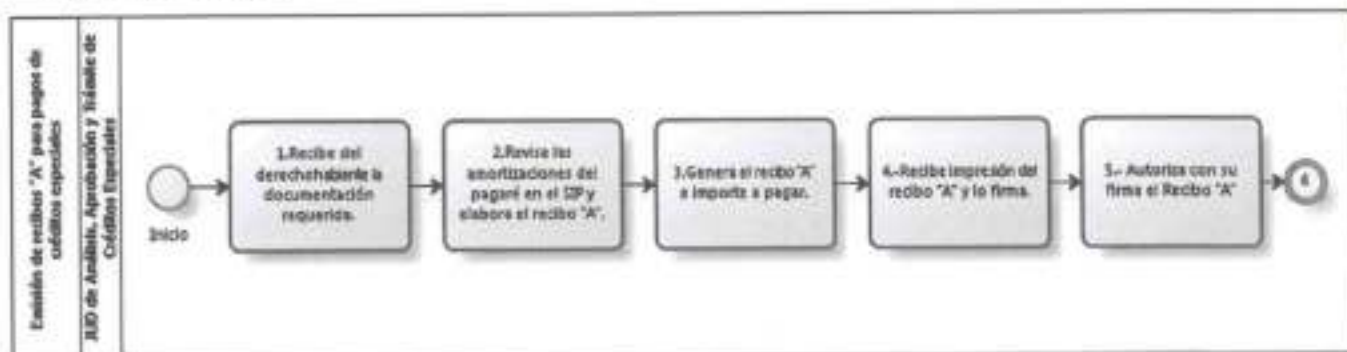 Emisión de recibos "A" para pagos de
créditos especiales
JUD de Análisis, Aprobación y Trámite de
Créditos Especiales
Inicio
1.Recibe del
derechohabiente la
documentación
requerida.
2.Revisa las
amortizaciones del
pagaré en el SIP y
elabora el recibo "A".
3.Genera el recibo "A"
e importe a pagar.
4.-Recibe impresión del
recibo "A" y lo firma.
5.- Autoriza con su
firma el Recibo "A"
6